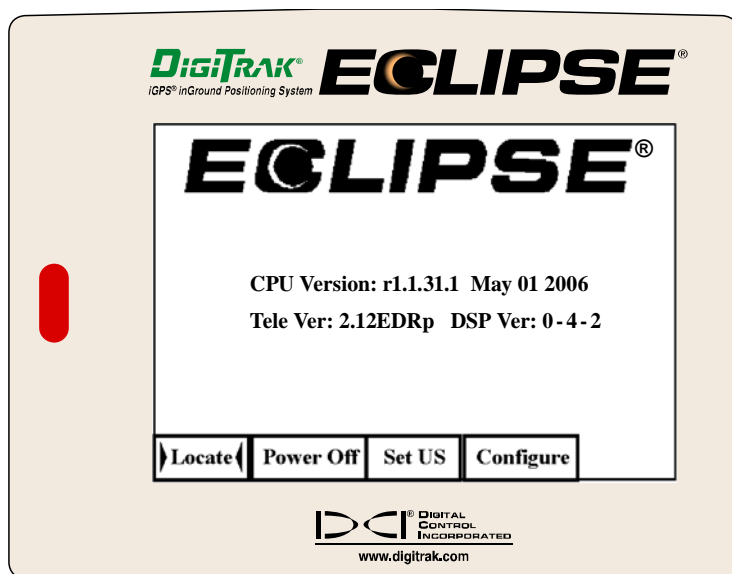 DIGITRAK® ECLIPSE®
iGPS® inGround Positioning System
ECLIPSE®
CPU Version: r1.1.31.1 May 01 2006
Tele Ver: 2.12EDRp DSP Ver: 0-4-2
Locate Power Off Set US Configure
DCI® DIGITAL
CONTROL
INCORPORATED
www.digitrak.com